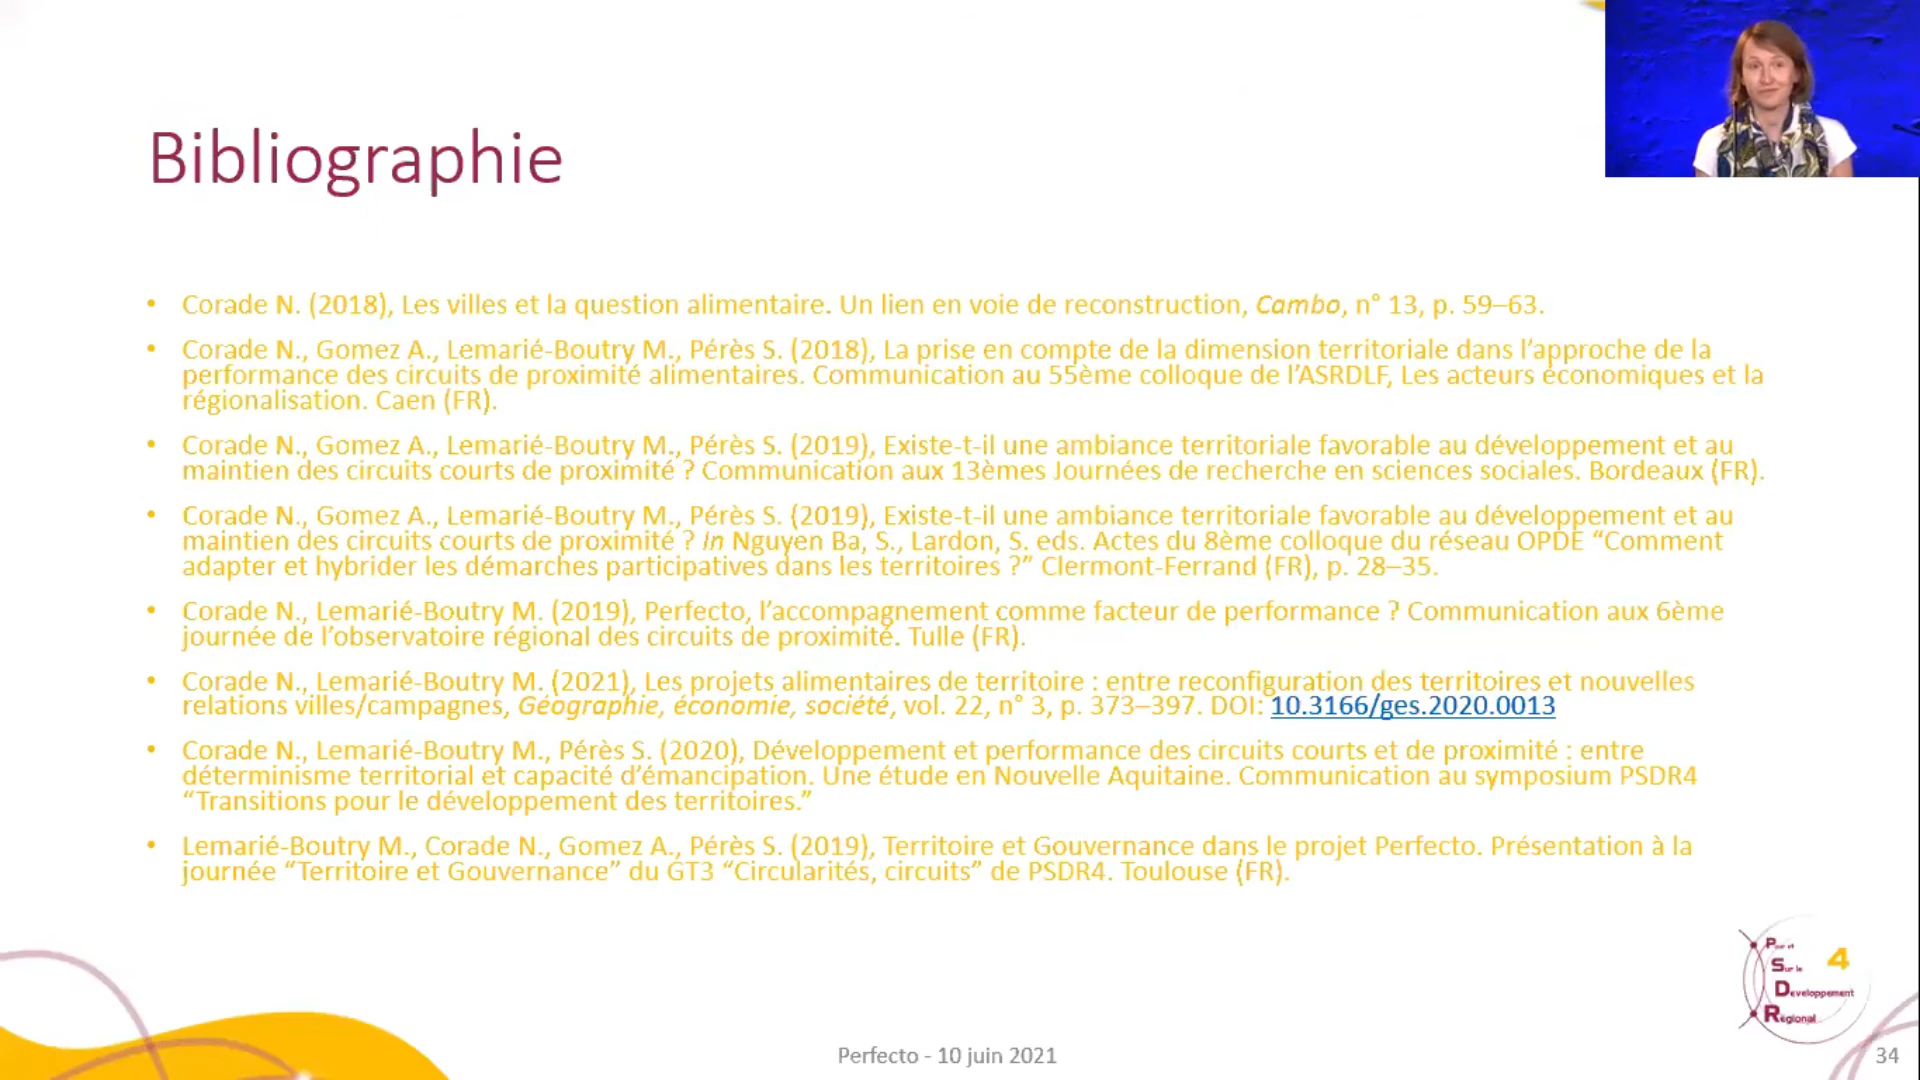 Bibliographie
• Corade N. (2018), Les villes et la question alimentaire. Un lien en voie de reconstruction, Cambo, n° 13, p. 59–63.
• Corade N., Gomez A., Lemarié-Boutry M., Pérès S. (2018), La prise en compte de la dimension territoriale dans l’approche de la
performance des circuits de proximité alimentaires. Communication au 55ème colloque de l’ASRDLF, Les acteurs économiques et la
régionalisation. Caen (FR).
• Corade N., Gomez A., Lemarié-Boutry M., Pérès S. (2019), Existe-t-il une ambiance territoriale favorable au développement et au
maintien des circuits courts de proximité ? Communication aux 13èmes Journées de recherche en sciences sociales. Bordeaux (FR).
• Corade N., Gomez A., Lemarié-Boutry M., Pérès S. (2019), Existe-t-il une ambiance territoriale favorable au développement et au
maintien des circuits courts de proximité ? In Nguyen Ba, S., Lardon, S. eds. Actes du 8ème colloque du réseau OPDE “Comment
adapter et hybrider les démarches participatives dans les territoires ?” Clermont-Ferrand (FR), p. 28–35.
• Corade N., Lemarié-Boutry M. (2019), Perfecto, l’accompagnement comme facteur de performance ? Communication aux 6ème
journée de l’observatoire régional des circuits de proximité. Tulle (FR).
• Corade N., Lemarié-Boutry M. (2021), Les projets alimentaires de territoire : entre reconfiguration des territoires et nouvelles
relations villes/campagnes, Géographie, économie, société, vol. 22, n° 3, p. 373–397. DOI: 10.3166/ges.2020.0013
• Corade N., Lemarié-Boutry M., Pérès S. (2020), Développement et performance des circuits courts et de proximité : entre
déterminisme territorial et capacité d’émancipation. Une étude en Nouvelle Aquitaine. Communication au symposium PSDR4
“Transitions pour le développement des territoires.”
• Lemarié-Boutry M., Corade N., Gomez A., Pérès S. (2019), Territoire et Gouvernance dans le projet Perfecto. Présentation à la
journée “Territoire et Gouvernance” du GT3 “Circularités, circuits” de PSDR4. Toulouse (FR).
Pour et
Sur le 4
Developpement
Régional
Perfecto - 10 juin 2021
34